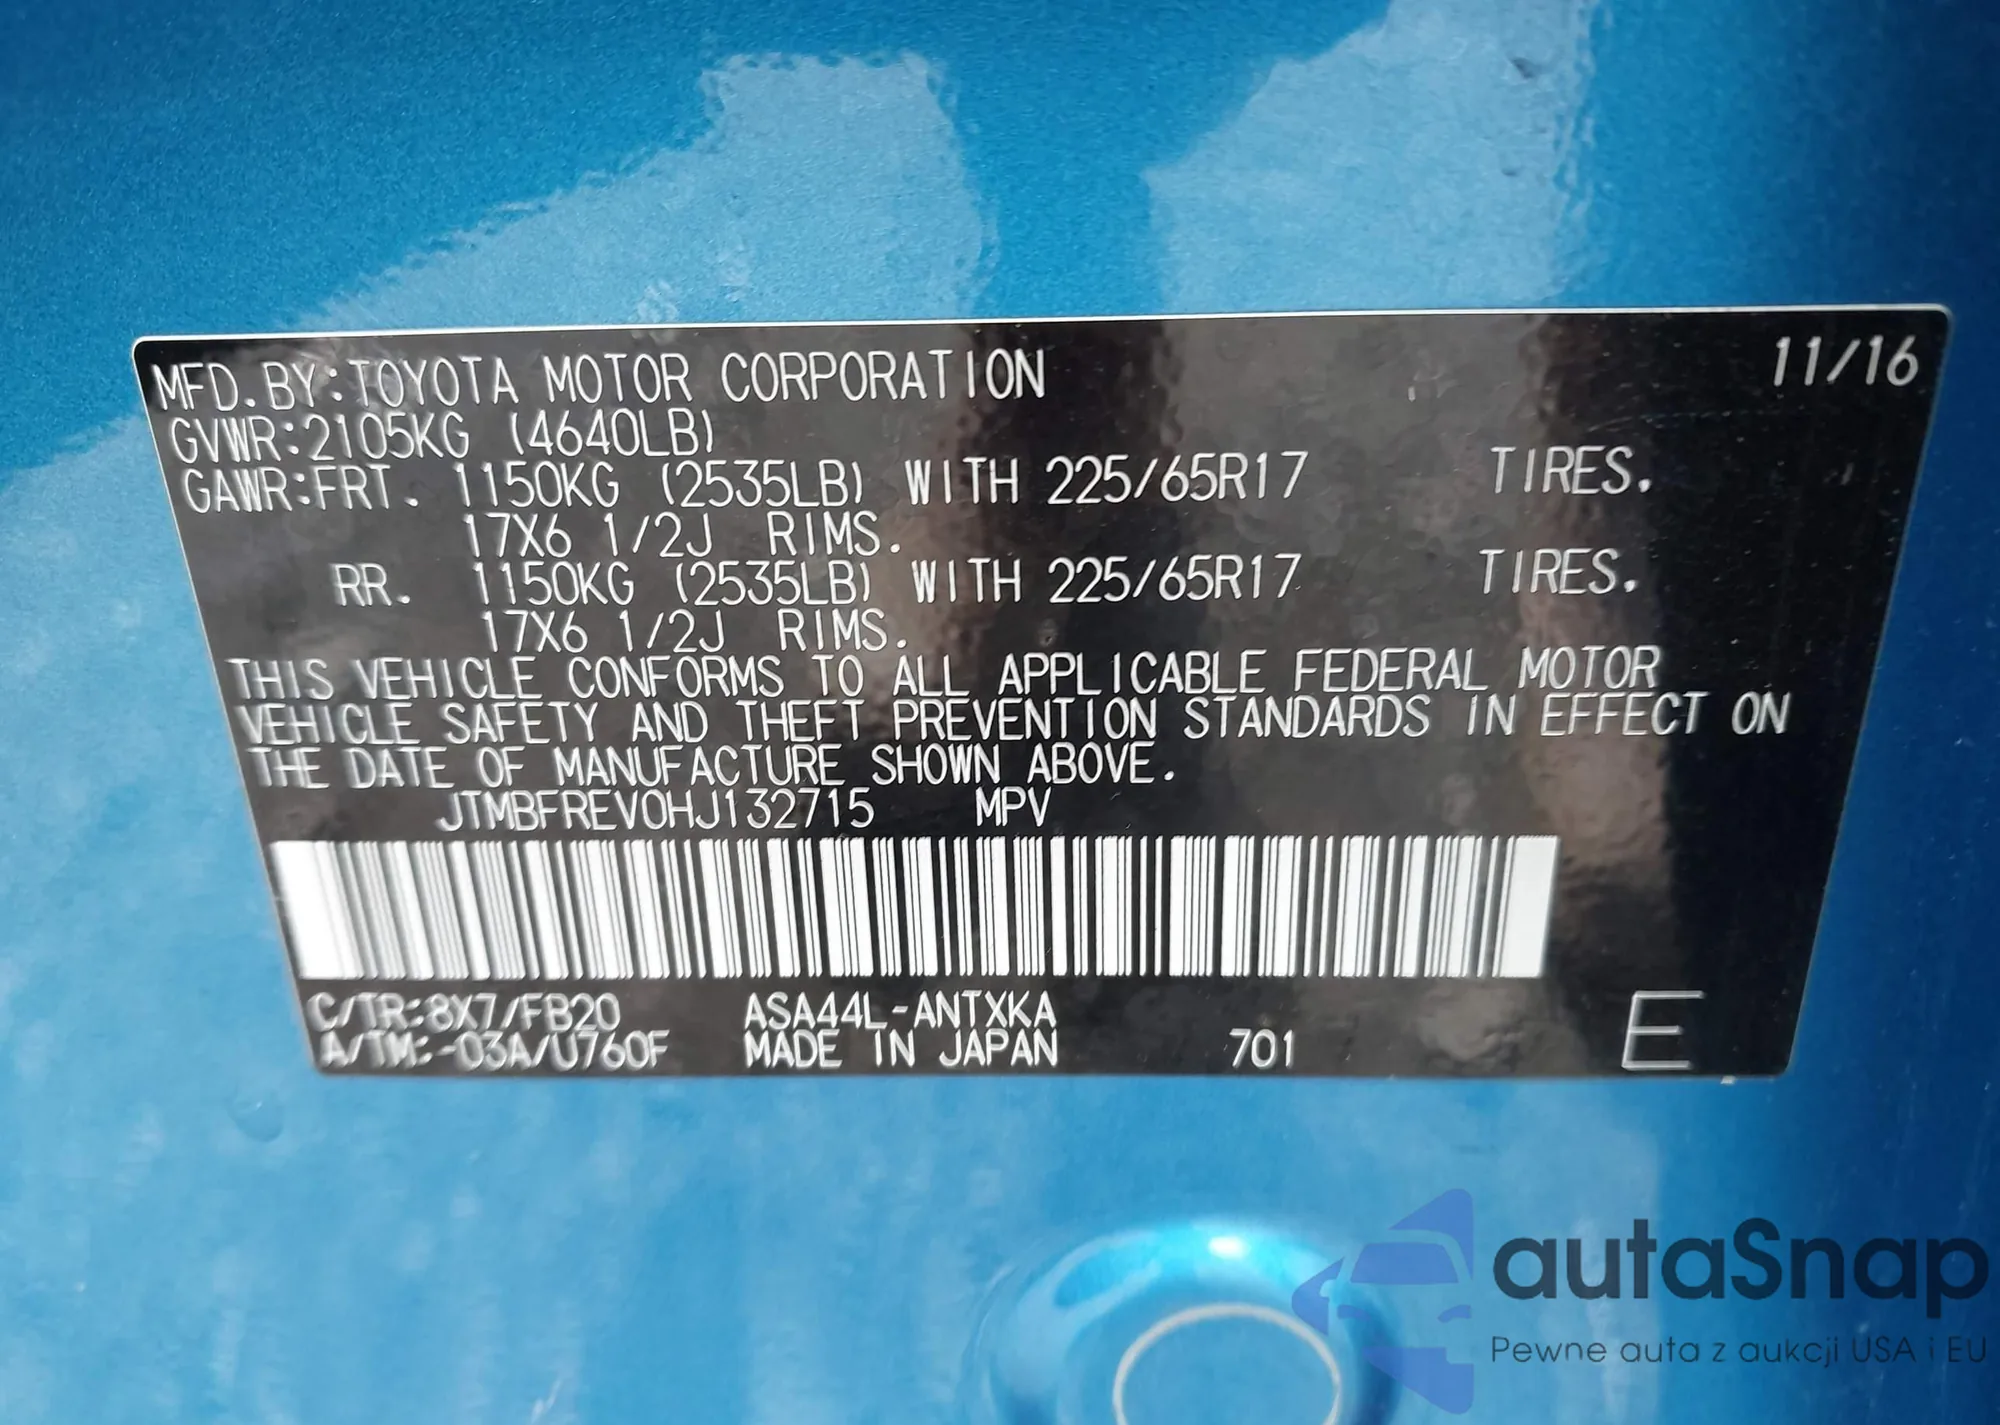 MFD.BY:TOYOTA MOTOR CORPORATION 11/16
GVWR:2105KG (4640LB)
GAWR:FRT. 1150KG (2535LB) WITH 225/65R17 TIRES.
17X6 1/2J RIMS.
RR. 1150KG (2535LB) WITH 225/65R17 TIRES.
17X6 1/2J RIMS.
THIS VEHICLE CONFORMS TO ALL APPLICABLE FEDERAL MOTOR
VEHICLE SAFETY AND THEFT PREVENTION STANDARDS IN EFFECT ON
THE DATE OF MANUFACTURE SHOWN ABOVE.
JTMBFREV0HJ132715 MPV
C/TR:8X7/FB20 ASA44L-ANTXKA
A/TM:-03A/U760F MADE IN JAPAN 701 E
autaSnap
Pewne auta z aukcji USA i EU